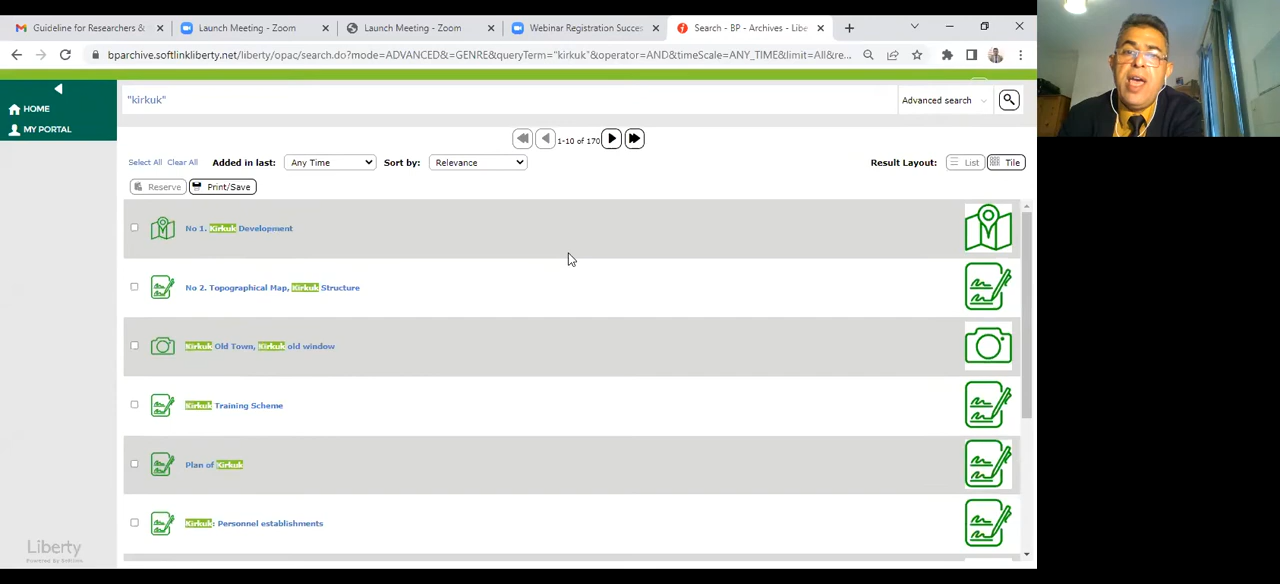 Guideline for Researchers &
Launch Meeting - Zoom
Launch Meeting - Zoom
Webinar Registration Succes
Search - BP - Archives - Libe
bparchive.softlinkliberty.net/liberty/opac/search.do?mode=ADVANCED&=GENRE&queryTerm="kirkuk"&operator=AND&timeScale=ANY_TIME&limit=All&re...
HOME
MY PORTAL
"kirkuk"
Advanced search
1-10 of 170
Select All Clear All Added in last: Any Time Sort by: Relevance Result Layout: List Tile
Reserve Print/Save
No 1. Kirkuk Development
No 2. Topographical Map, Kirkuk Structure
Kirkuk Old Town, Kirkuk old window
Kirkuk Training Scheme
Plan of Kirkuk
Kirkuk: Personnel establishments
Liberty
Powered By Softlink